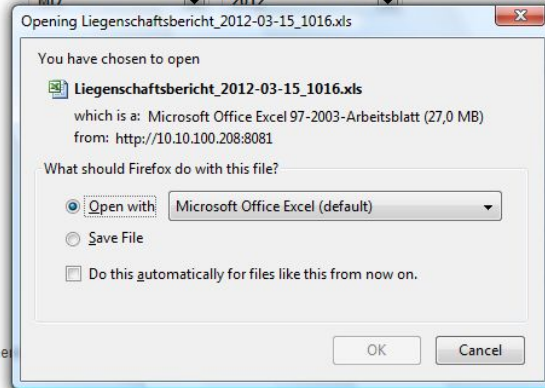 2012
Opening Liegenschaftsbericht_2012-03-15_1016.xls
You have chosen to open
Liegenschaftsbericht_2012-03-15_1016.xls
which is a: Microsoft Office Excel 97-2003-Arbeitsblatt (27,0 MB)
from: http://10.10.100.208:8081
What should Firefox do with this file?
Open with Microsoft Office Excel (default)
Save File
Do this automatically for files like this from now on.
OK Cancel